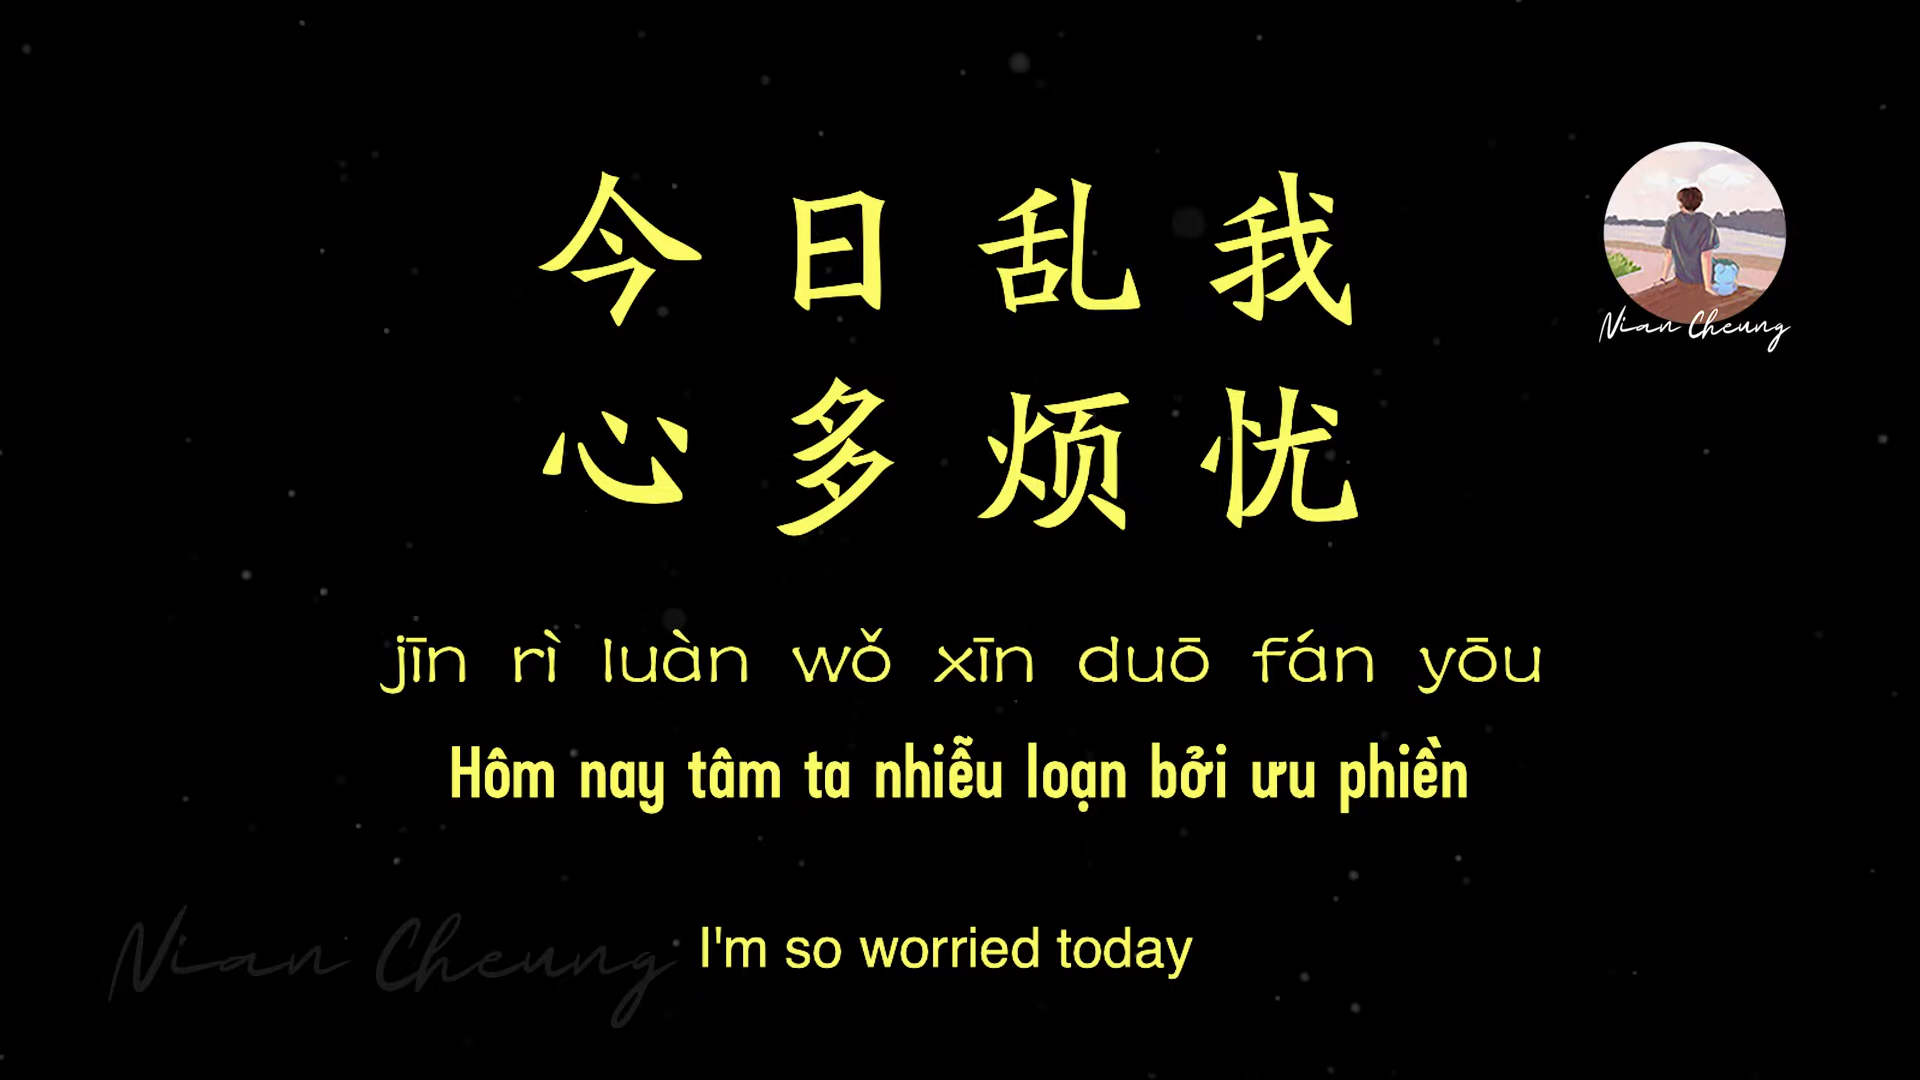 今日乱我
Nian Cheung
心多烦忧
jīn rì luàn wǒ xīn duō fán yōu
Hôm nay tâm ta nhiễu loạn bởi ưu phiền
Nian Cheung
I'm so worried today